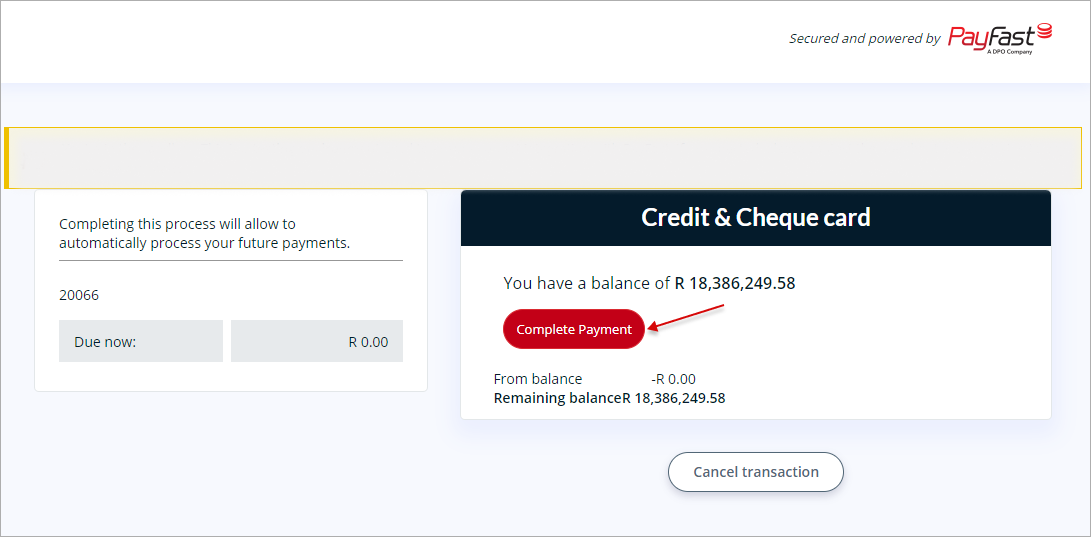 Secured and powered by PayFast
A DPO Company
Completing this process will allow to
automatically process your future payments.
20066
Due now: R 0.00
Credit & Cheque card
You have a balance of R 18,386,249.58
Complete Payment
From balance -R 0.00
Remaining balanceR 18,386,249.58
Cancel transaction